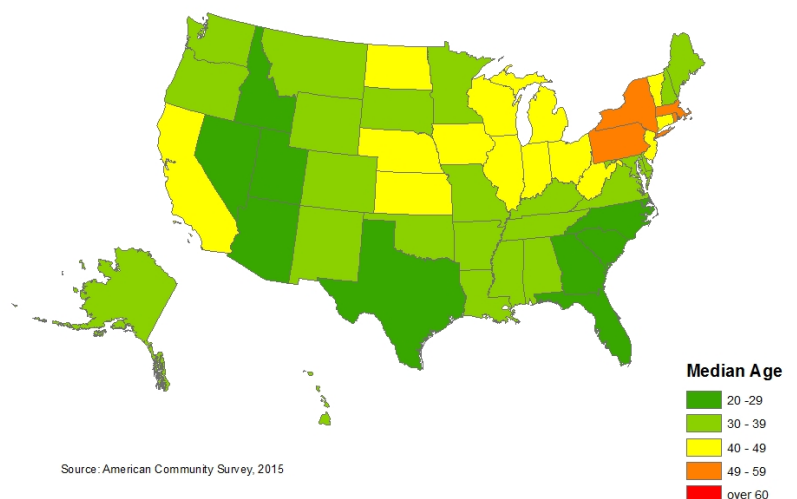 Median Age
20 -29
30 - 39
40 - 49
49 - 59
over 60
Source: American Community Survey, 2015